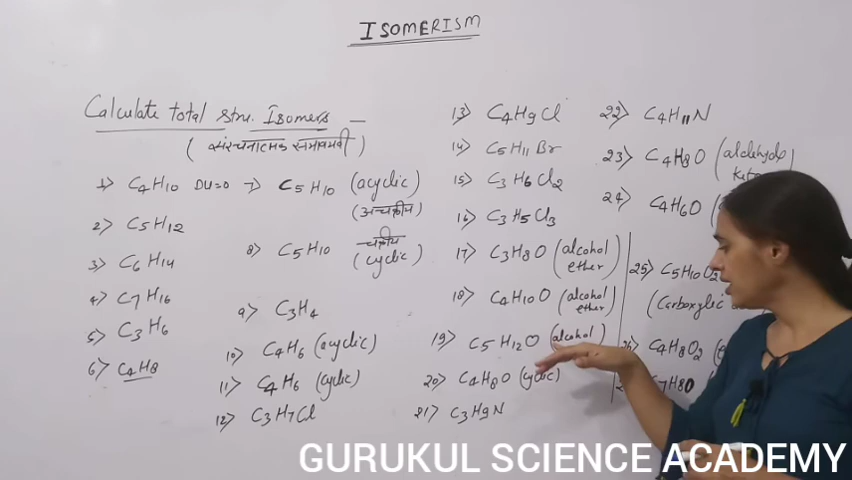 ISOMERISM
Calculate total stru. Isomers –
( संरचनात्मक समावयवी )
1> C4H10 DU=0
2> C5H12
3> C6H14
4> C7H16
5> C3H6
6> C4H8
7> C5H10 (acyclic)
(अचक्रीय)
8> C5H10 चक्रीय
(cyclic)
9> C3H4
10> C4H6 (acyclic)
11> C4H6 (cyclic)
12> C3H7Cl
13> C4H9Cl
14> C5H11Br
15> C3H6Cl2
16> C3H5Cl3
17> C3H8O (alcohol
ether)
18> C4H10O (alcohol
ether)
19> C5H12O (alcohol)
20> C4H8O (cyclic)
21> C3H9N
22> C4H11N
23> C4H8O (aldehyde
24> C4H6O
25> C5H10O2
(Carboxylic
C4H8O2
GURUKUL SCIENCE ACADEMY